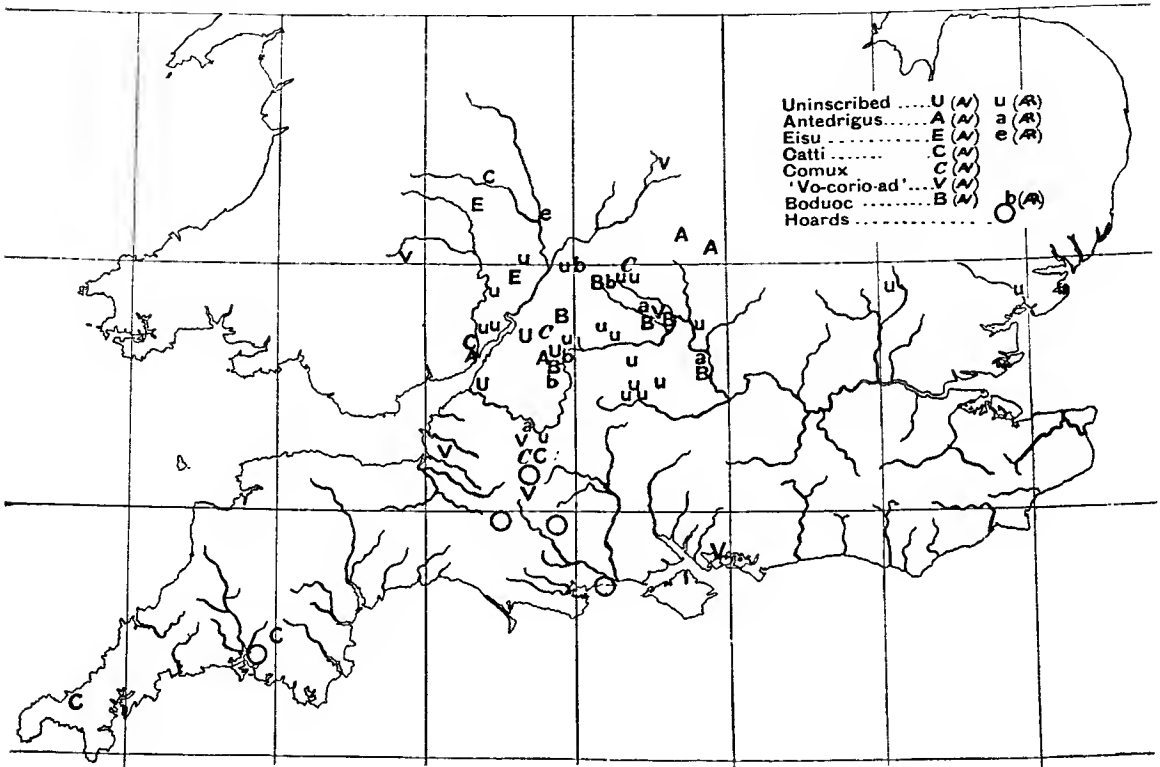 Uninscribed ..... U (AV) u (AR)
Antedrigus ...... A (AV) a (AR)
Eisu ............ E (AV) e (AR)
Catti ....... C (AV)
Comux C (AV)
'Vo-corio-ad' .... V (AV)
Boduoc ......... B (AV) b (AR)
Hoards ....................
V
C
E
e
A
A
V
u
u b
C
E
B b u u
u
u
u
u
a V
B
B B
u u
U C
u u
u
C
A
u
U b
A B
b
u
a
B
U
u u
u u
a
V u
V
C C
V
V
C
C